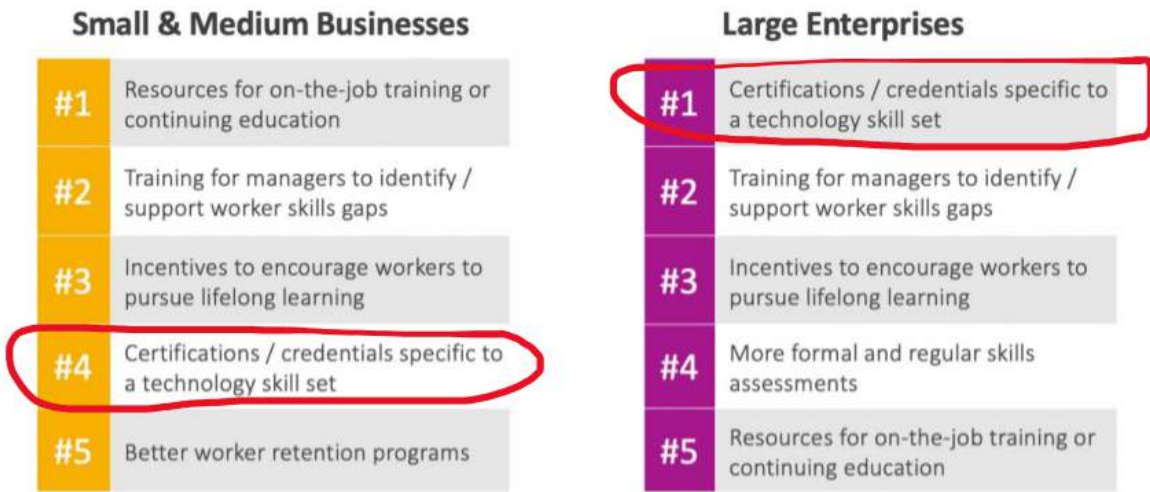 Small & Medium Businesses
#1
Resources for on-the-job training or
continuing education
#2
Training for managers to identify /
support worker skills gaps
#3
Incentives to encourage workers to
pursue lifelong learning
#4
Certifications / credentials specific to
a technology skill set
#5
Better worker retention programs
Large Enterprises
#1
Certifications / credentials specific to
a technology skill set
#2
Training for managers to identify /
support worker skills gaps
#3
Incentives to encourage workers to
pursue lifelong learning
#4
More formal and regular skills
assessments
#5
Resources for on-the-job training or
continuing education